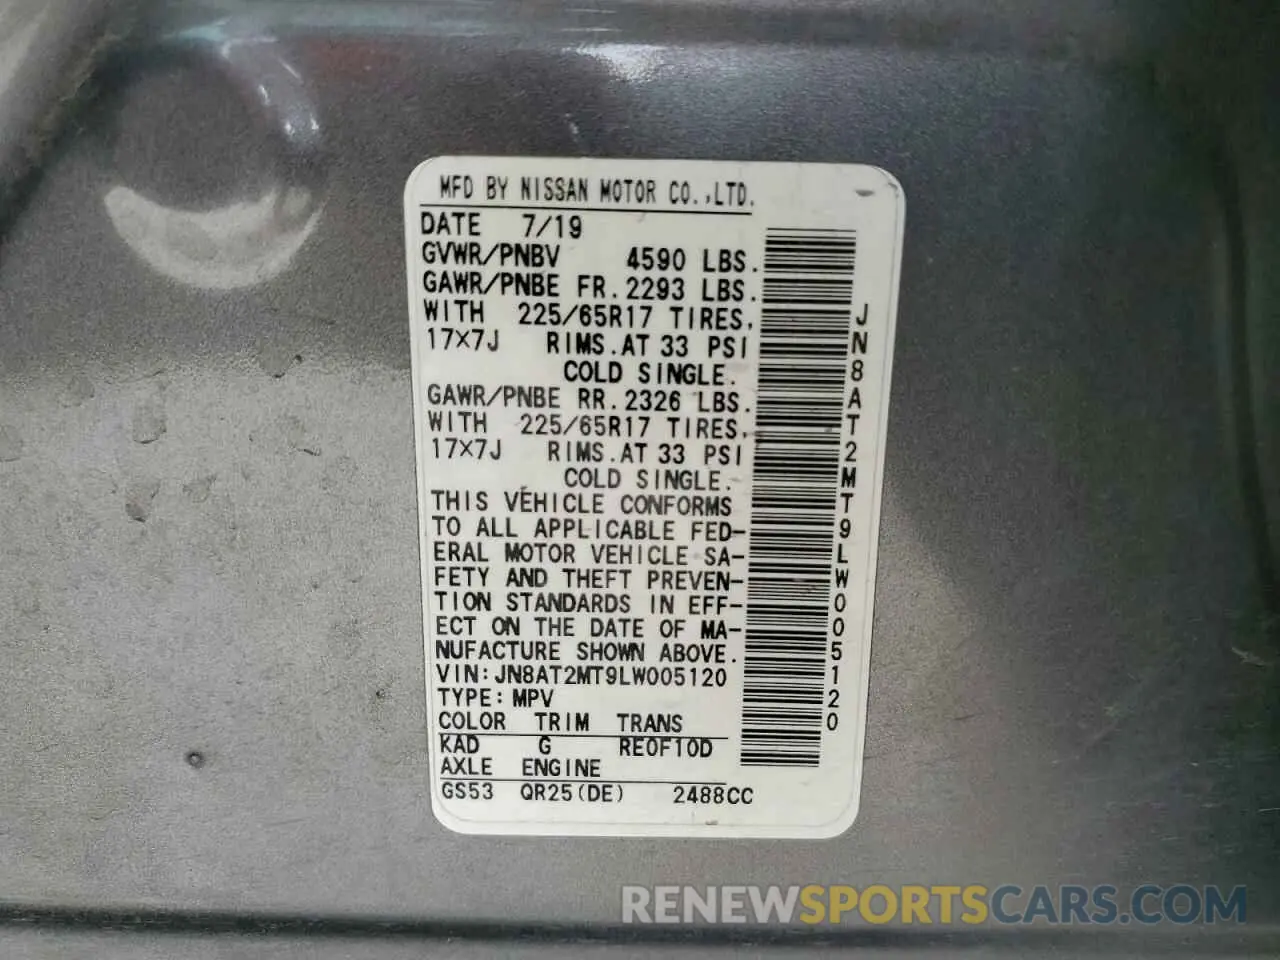 MFD BY NISSAN MOTOR CO.,LTD.
DATE 7/19
GVWR/PNBV 4590 LBS.
GAWR/PNBE FR. 2293 LBS.
WITH 225/65R17 TIRES,
17×7J RIMS.AT 33 PSI
COLD SINGLE.
GAWR/PNBE RR. 2326 LBS.
WITH 225/65R17 TIRES,
17×7J RIMS.AT 33 PSI
COLD SINGLE.
THIS VEHICLE CONFORMS
TO ALL APPLICABLE FED-
ERAL MOTOR VEHICLE SA-
FETY AND THEFT PREVEN-
TION STANDARDS IN EFF-
ECT ON THE DATE OF MA-
NUFACTURE SHOWN ABOVE.
VIN:JN8AT2MT9LW005120
TYPE:MPV
COLOR TRIM TRANS
KAD G RE0F10D
AXLE ENGINE
GS53 QR25(DE) 2488CC
JN8AT2MT9LW005120
RENEWSPORTSCARS.COM